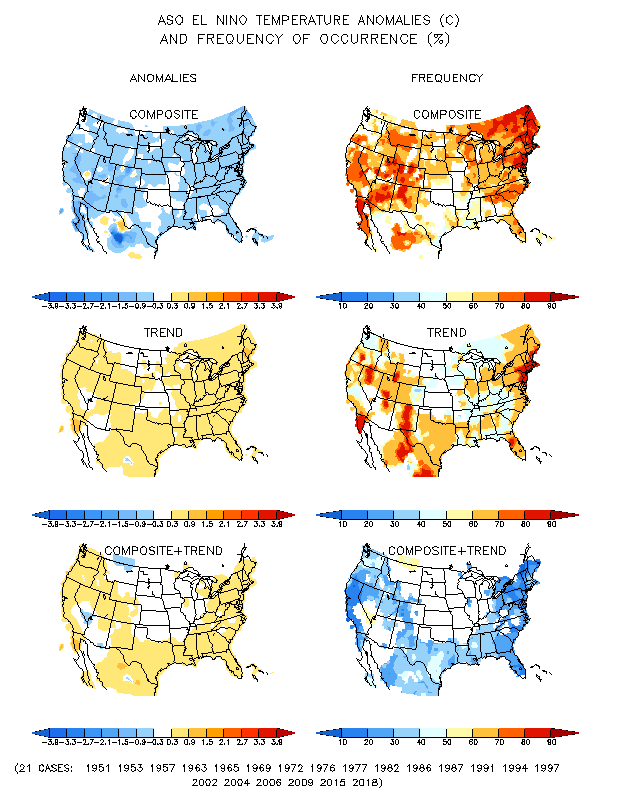 ASO EL NINO TEMPERATURE ANOMALIES (C)
AND FREQUENCY OF OCCURRENCE (%)
ANOMALIES FREQUENCY
COMPOSITE COMPOSITE
-3.9 -3.3 -2.7 -2.1 -1.5 -0.9 -0.3 0.3 0.9 1.5 2.1 2.7 3.3 3.9 10 20 30 40 50 60 70 80 90
TREND TREND
-3.9 -3.3 -2.7 -2.1 -1.5 -0.9 -0.3 0.3 0.9 1.5 2.1 2.7 3.3 3.9 10 20 30 40 50 60 70 80 90
COMPOSITE+TREND COMPOSITE+TREND
-3.9 -3.3 -2.7 -2.1 -1.5 -0.9 -0.3 0.3 0.9 1.5 2.1 2.7 3.3 3.9 10 20 30 40 50 60 70 80 90
(21 CASES: 1951 1953 1957 1963 1965 1969 1972 1976 1977 1982 1986 1987 1991 1994 1997
2002 2004 2006 2009 2015 2018)